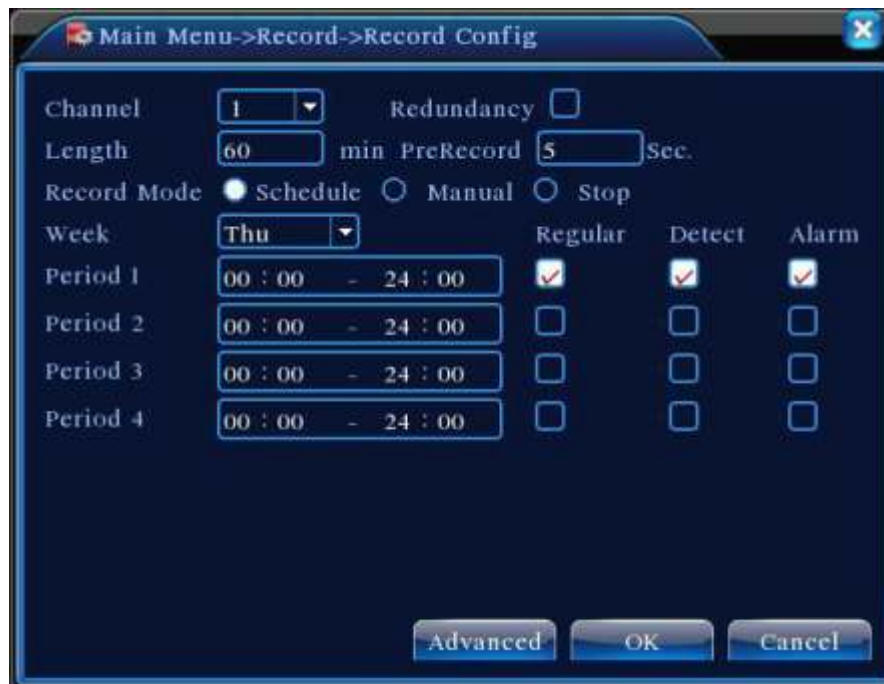 Main Menu->Record->Record Config
Channel 1 Redundancy
Length 60 min PreRecord 5 Sec.
Record Mode Schedule Manual Stop
Week Thu Regular Detect Alarm
Period 1 00 : 00 - 24 : 00
Period 2 00 : 00 - 24 : 00
Period 3 00 : 00 - 24 : 00
Period 4 00 : 00 - 24 : 00
Advanced OK Cancel